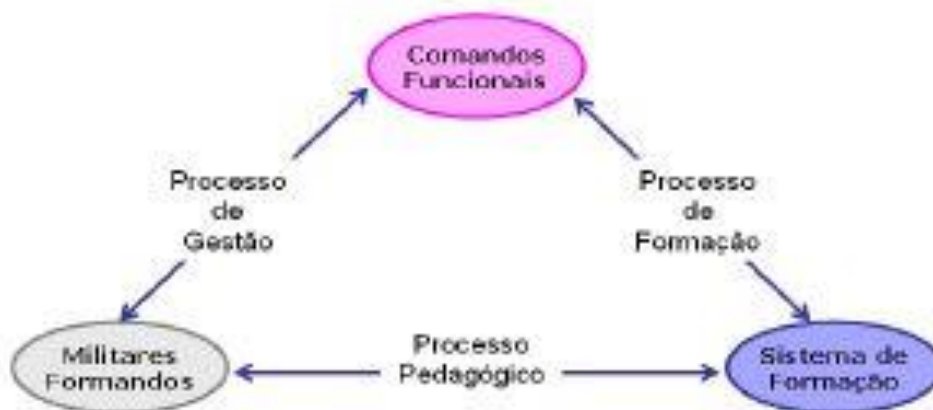 Comandos
Funcionais
Processo
de
Gestão
Processo
de
Formação
Militares
Formandos
Processo
Pedagógico
Sistema de
Formação